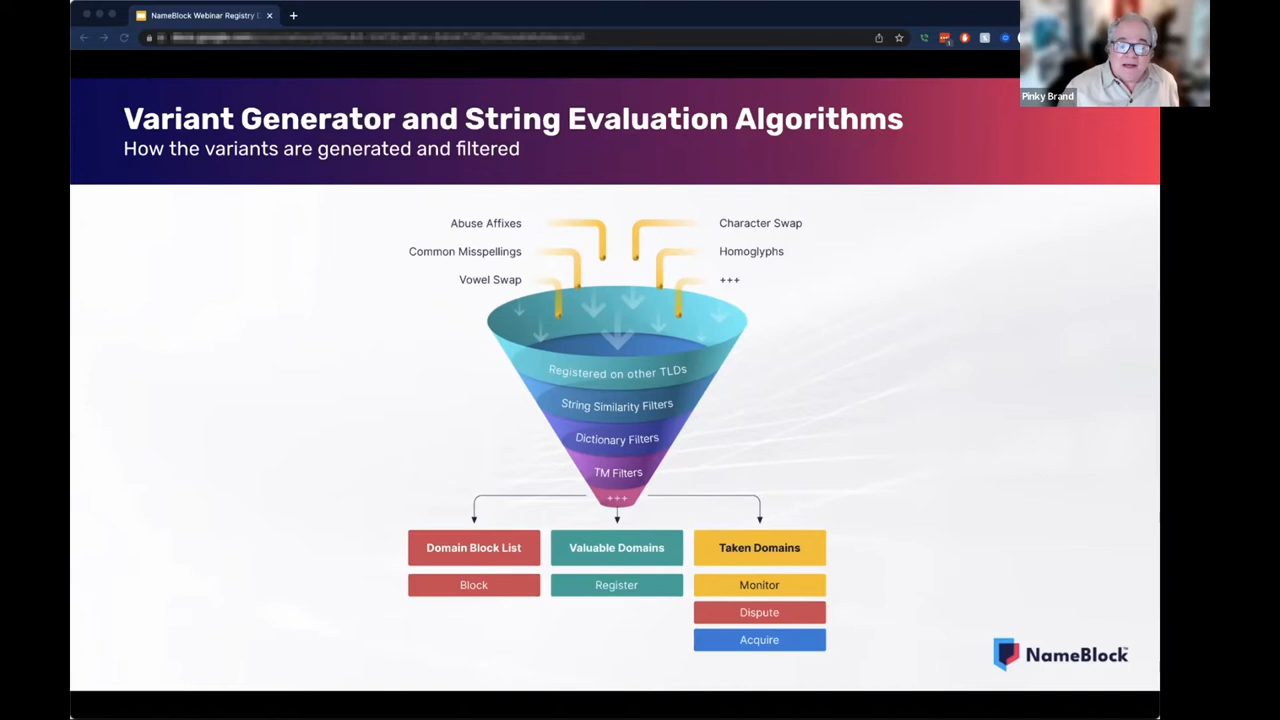 NameBlock Webinar Registry
Pinky Brand
Variant Generator and String Evaluation Algorithms
How the variants are generated and filtered
Abuse Affixes
Character Swap
Common Misspellings
Homoglyphs
Vowel Swap
+++
Registered on other TLDs
String Similarity Filters
Dictionary Filters
TM Filters
+++
Domain Block List
Valuable Domains
Taken Domains
Block
Register
Monitor
Dispute
Acquire
NameBlock